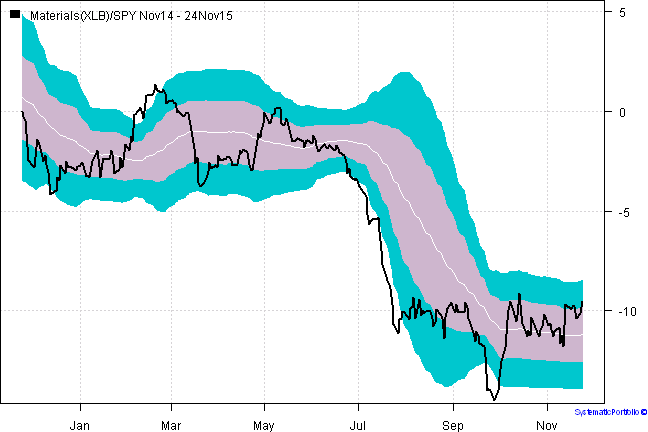 Materials(XLB)/SPY Nov14 - 24Nov15
5
0
-5
-10
Jan Mar May Jul Sep Nov
SystematicPortfolio ©